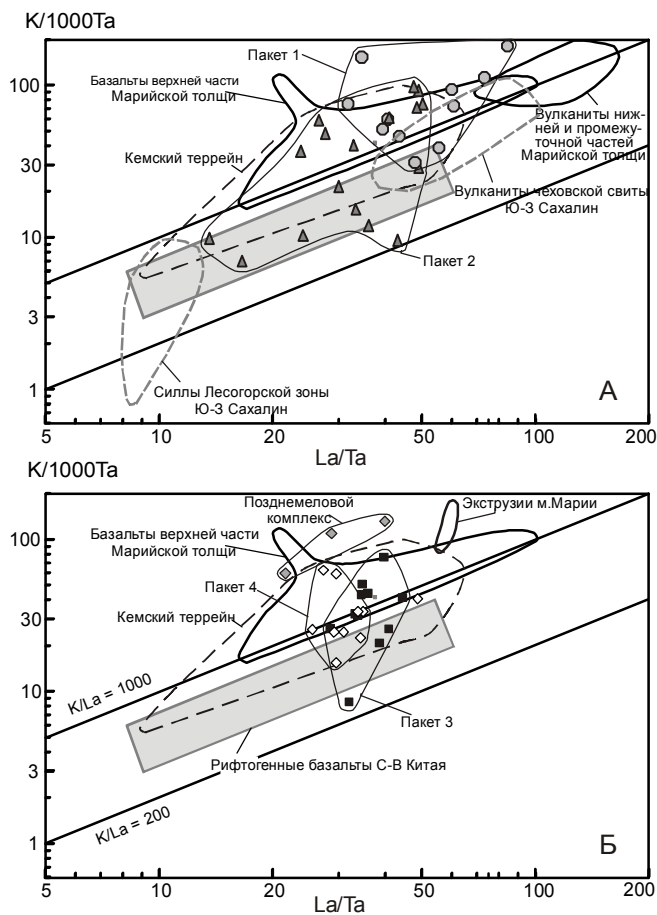 K/1000Ta
100
30
10
3
1
Пакет 1
Базальты верхней части
Марийской толщи
Кемский террейн
Вулканиты ниж-
ней и промежу-
точной частей
Марийской толщи
Вулканиты чеховской свиты
Ю-З Сахалин
Пакет 2
Силлы Лесогорской зоны
Ю-З Сахалин
А
5
10
20
50
100
200
La/Ta
K/1000Ta
100
30
10
3
1
Позднемеловой
комплекс
Экструзии м.Марии
Базальты верхней части
Марийской толщи
Пакет 4
Кемский террейн
K/La = 1000
Пакет 3
Рифтогенные базальты С-В Китая
K/La = 200
Б
5
10
20
50
100
200
La/Ta